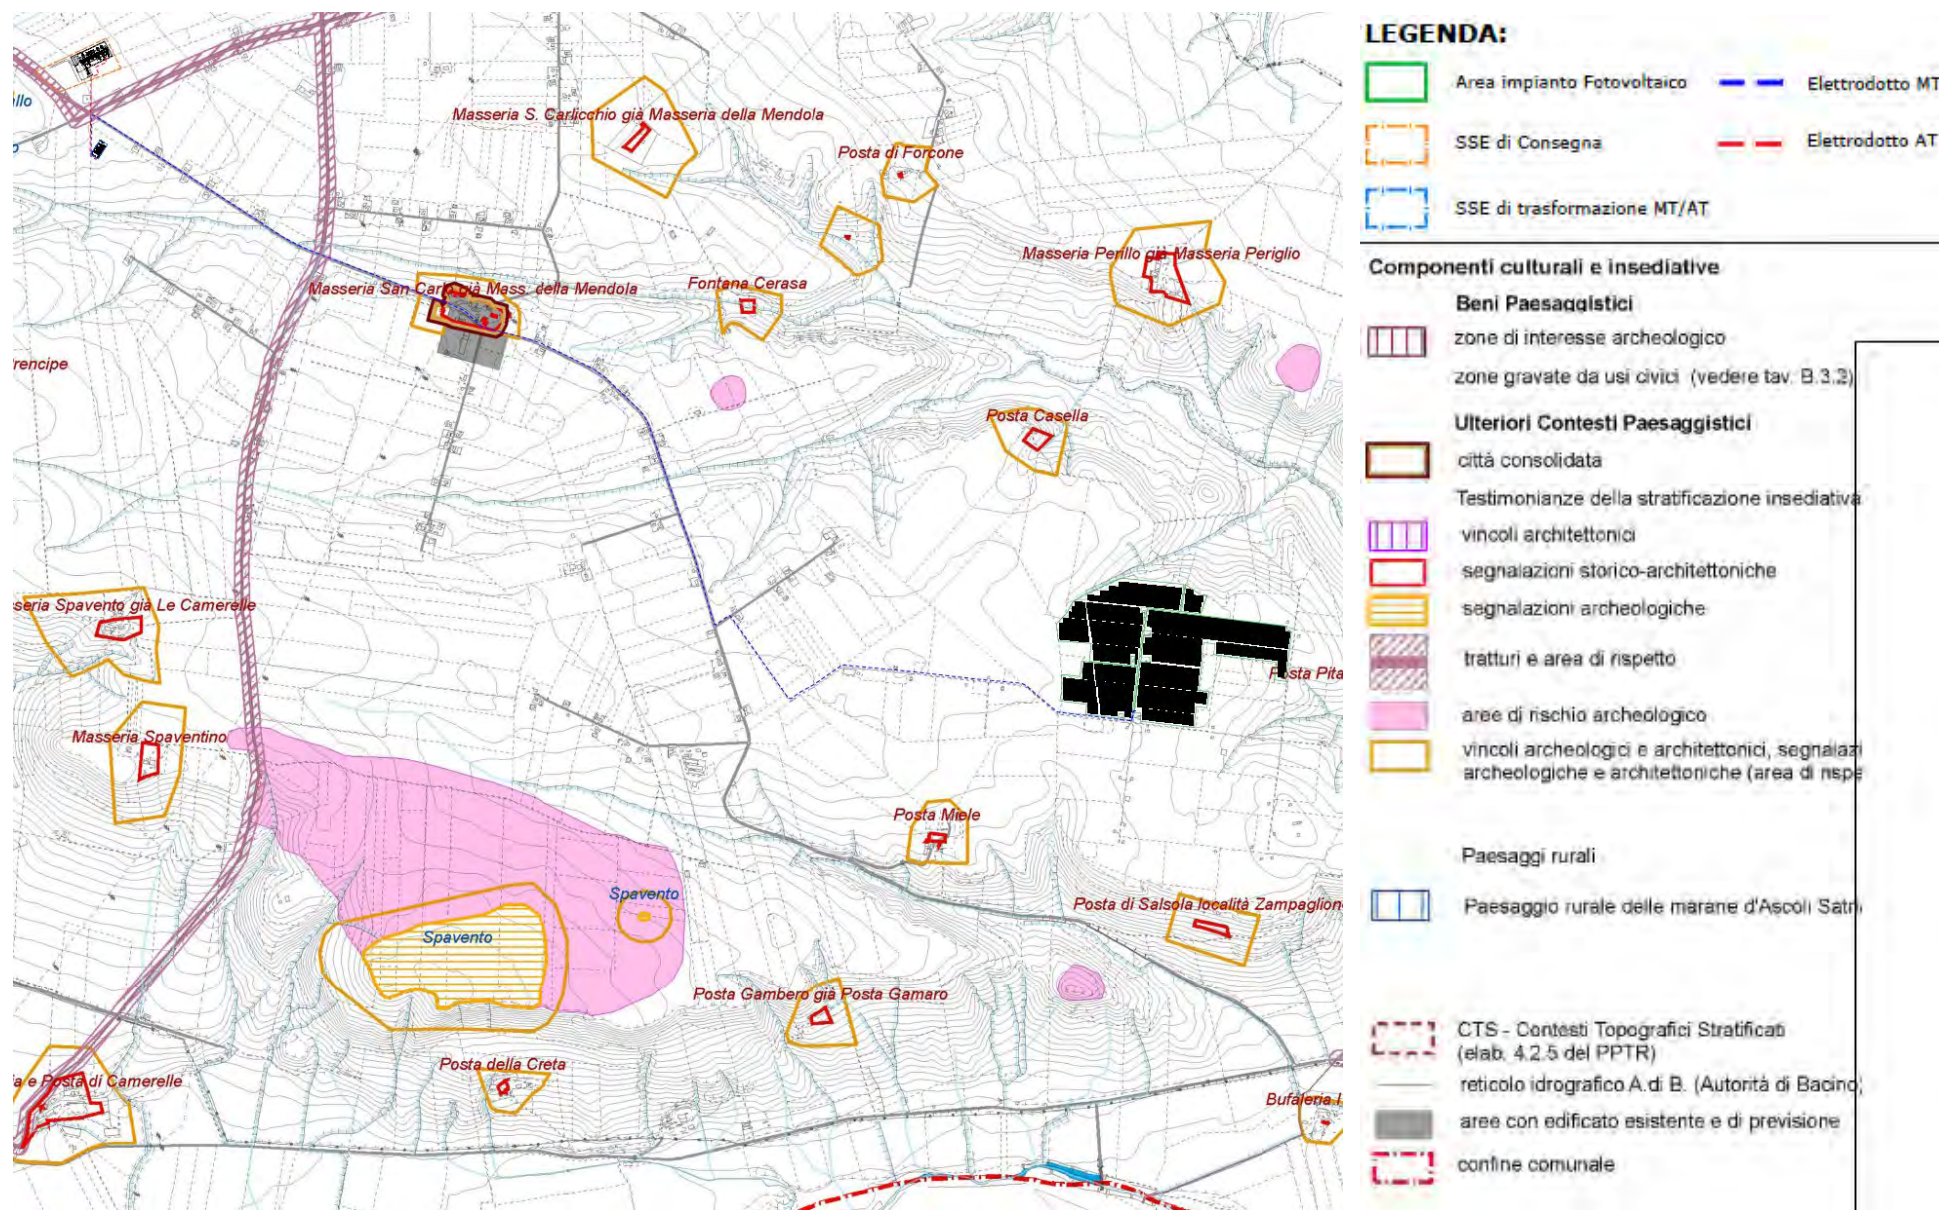 llo
Masseria S. Carlicchio già Masseria della Mendola
Posta di Forcone
Masseria Perillo già Masseria Periglio
Masseria San Carlo già Mass. della Mendola
Fontana Cerasa
rencipe
Posta Casella
seria Spavento già Le Camerelle
Posta Pita
Masseria Spaventino
Posta Miele
Spavento
Posta di Salsola località Zampaglion
Spavento
Posta Gambero già Posta Gamaro
Posta della Creta
a e Posta di Camerelle
Bufaleria
LEGENDA:
Area impianto Fotovoltaico
Elettrodotto MT
SSE di Consegna
Elettrodotto AT
SSE di trasformazione MT/AT
Componenti culturali e insediative
Beni Paesaggistici
zone di interesse archeologico
zone gravate da usi civici (vedere tav. B.3.2)
Ulteriori Contesti Paesaggistici
città consolidata
Testimonianze della stratificazione insediativa
vincoli architettonici
segnalazioni storico-architettoniche
segnalazioni archeologiche
tratturi e area di rispetto
aree di rischio archeologico
vincoli archeologici e architettonici, segnalazi
archeologiche e architettoniche (area di rispe
Paesaggi rurali
Paesaggio rurale delle marane d'Ascoli Satri
CTS - Contesti Topografici Stratificati
(elab. 4.2.5 del PPTR)
reticolo idrografico A.di B. (Autorità di Bacino)
aree con edificato esistente e di previsione
confine comunale